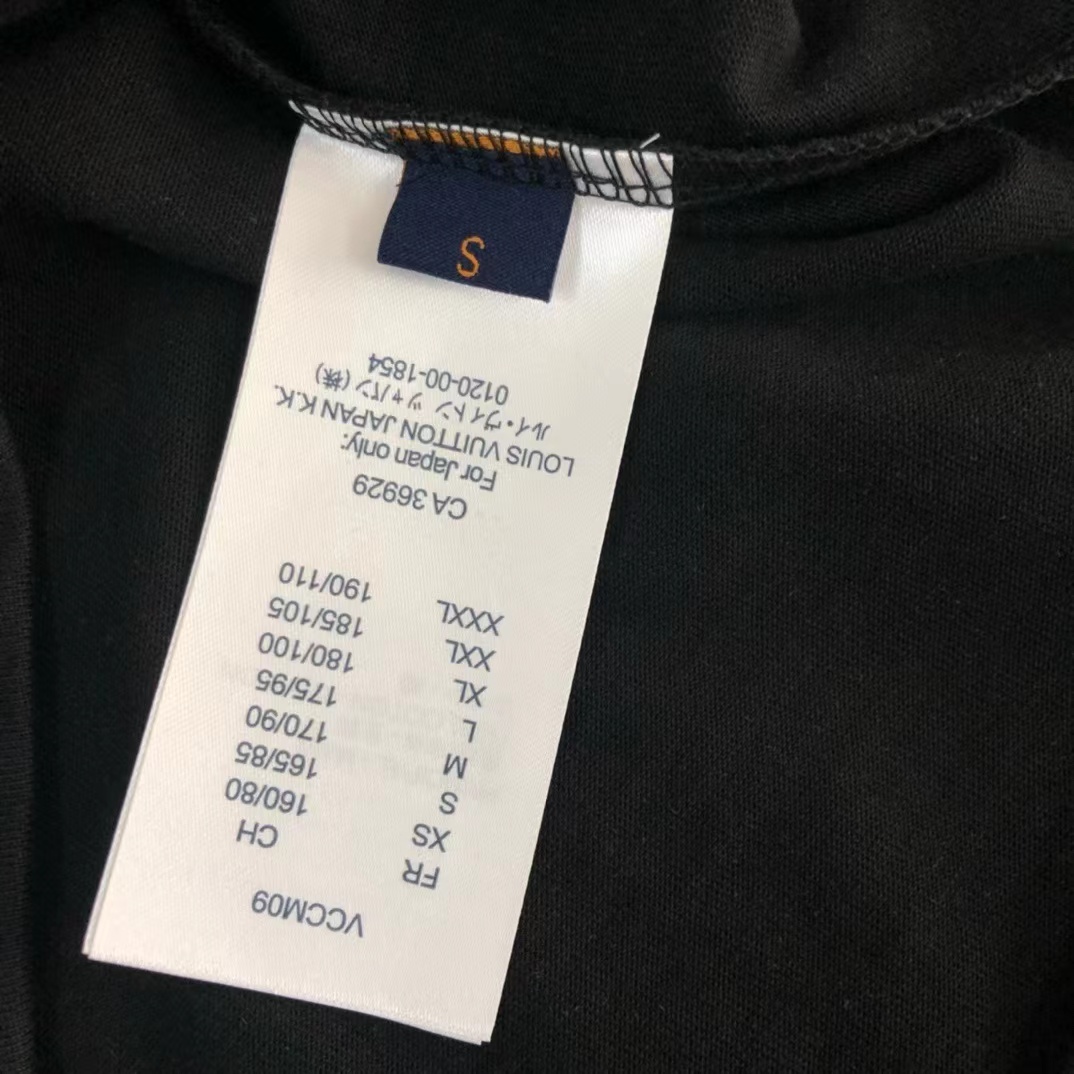 VCCM09
FR CH
XS 160/80
S 165/85
M 170/90
L 175/95
XL 180/100
XXL 185/105
XXXL 190/110
CA 36929
For Japan only:
LOUIS VUITTON JAPAN K.K.
ルイ・ヴィトン ツャパン (株)
0120-00-1854
S